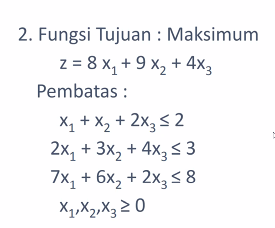 2. Fungsi Tujuan : Maksimum
z = 8 x₁ + 9 x₂ + 4x₃
Pembatas :
x₁ + x₂ + 2x₃ ≤ 2
2x₁ + 3x₂ + 4x₃ ≤ 3
7x₁ + 6x₂ + 2x₃ ≤ 8
x₁,x₂,x₃ ≥ 0